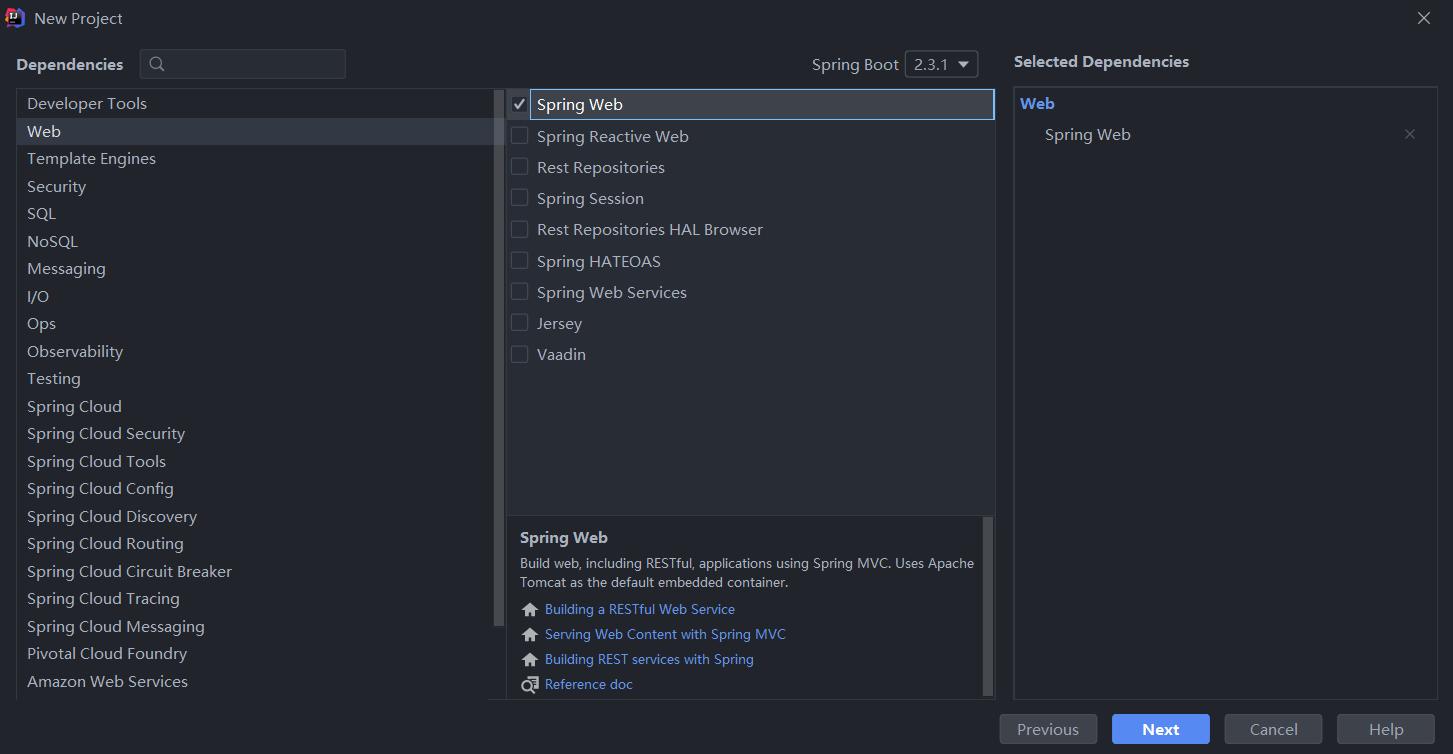 New Project
Dependencies
Spring Boot 2.3.1
Selected Dependencies
Developer Tools
Web
Template Engines
Security
SQL
NoSQL
Messaging
I/O
Ops
Observability
Testing
Spring Cloud
Spring Cloud Security
Spring Cloud Tools
Spring Cloud Config
Spring Cloud Discovery
Spring Cloud Routing
Spring Cloud Circuit Breaker
Spring Cloud Tracing
Spring Cloud Messaging
Pivotal Cloud Foundry
Amazon Web Services
Spring Web
Spring Reactive Web
Rest Repositories
Spring Session
Rest Repositories HAL Browser
Spring HATEOAS
Spring Web Services
Jersey
Vaadin
Spring Web
Build web, including RESTful, applications using Spring MVC. Uses Apache
Tomcat as the default embedded container.
Building a RESTful Web Service
Serving Web Content with Spring MVC
Building REST services with Spring
Reference doc
Web
Spring Web
Previous
Next
Cancel
Help